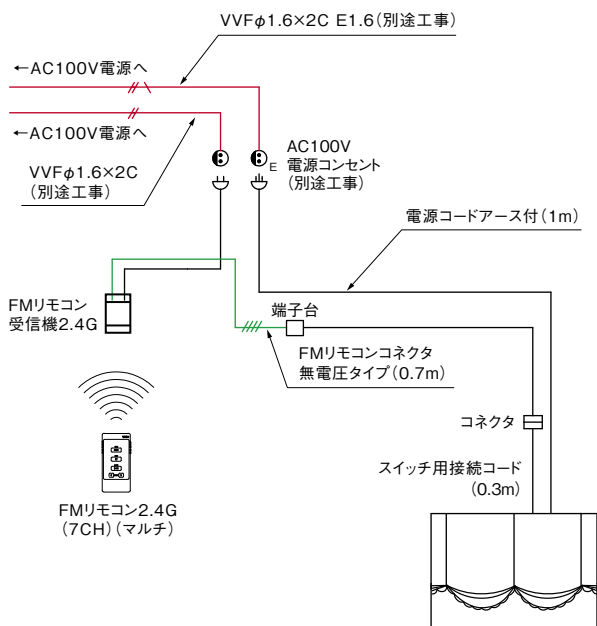 VVFφ1.6×2C E1.6(別途工事)
←AC100V電源へ
←AC100V電源へ
VVFφ1.6×2C
(別途工事)
E
AC100V
電源コンセント
(別途工事)
電源コードアース付(1m)
FMリモコン
受信機2.4G
端子台
FMリモコンコネクタ
無電圧タイプ(0.7m)
コネクタ
スイッチ用接続コード
(0.3m)
FMリモコン2.4G
(7CH)(マルチ)